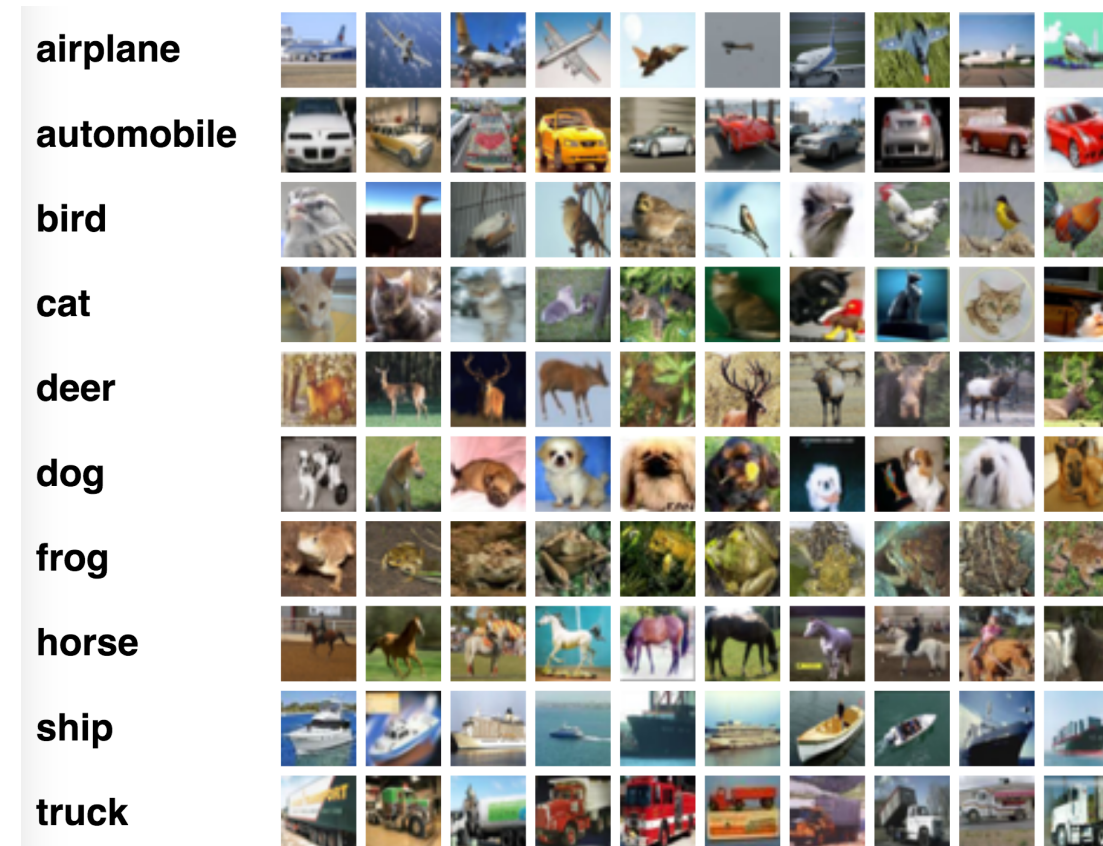 airplane
automobile
bird
cat
deer
dog
frog
horse
ship
truck